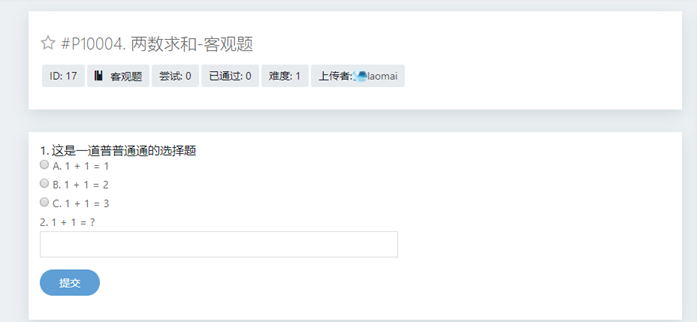 #P10004. 两数求和-客观题
ID: 17 客观题 尝试: 0 已通过: 0 难度: 1 上传者: laomai
1. 这是一道普普通通的选择题
A. 1 + 1 = 1
B. 1 + 1 = 2
C. 1 + 1 = 3
2. 1 + 1 = ?
提交